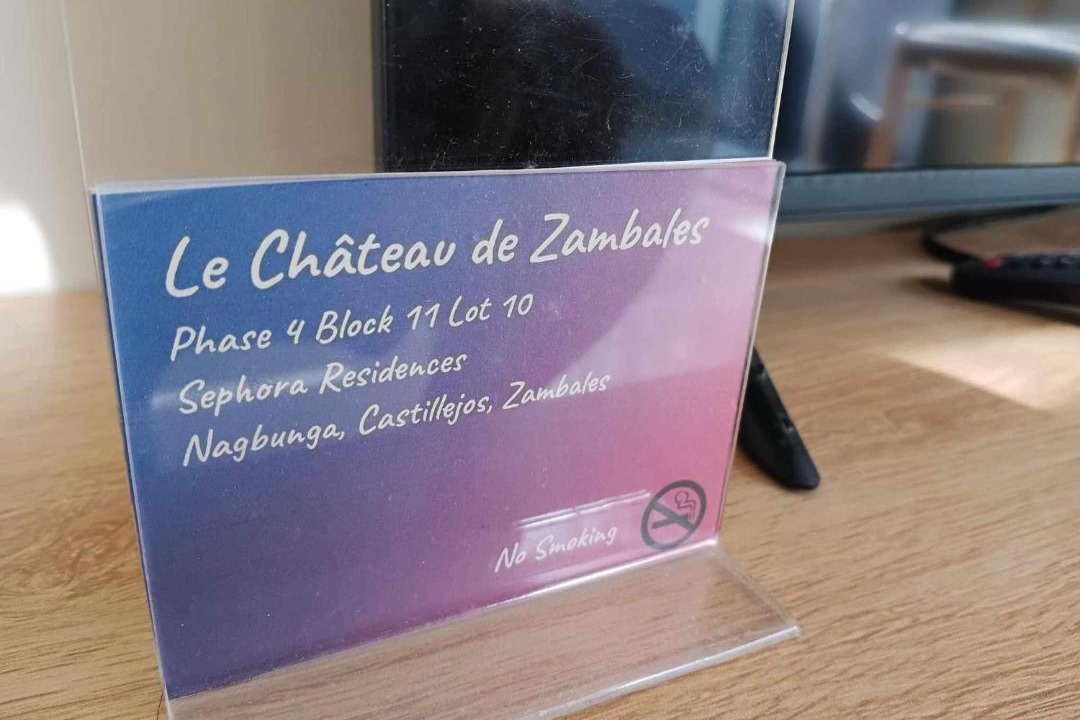 Le Château de Zambales
Phase 4 Block 11 Lot 10
Sephora Residences
Nagbunga, Castillejos, Zambales
No Smoking